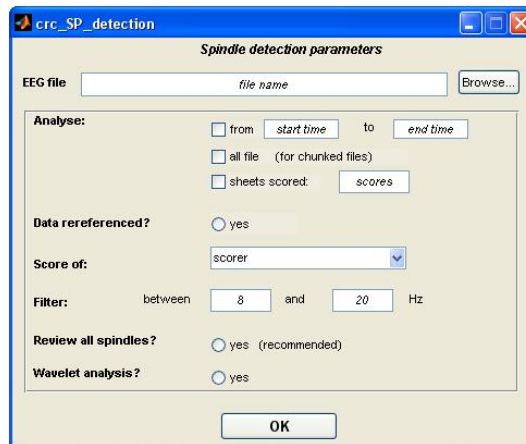 crc_SP_detection
Spindle detection parameters
EEG file file name Browse...
Analyse: from start time to end time
all file (for chunked files)
sheets scored: scores
Data rereferenced? yes
Score of: scorer
Filter: between 8 and 20 Hz
Review all spindles? yes (recommended)
Wavelet analysis? yes
OK